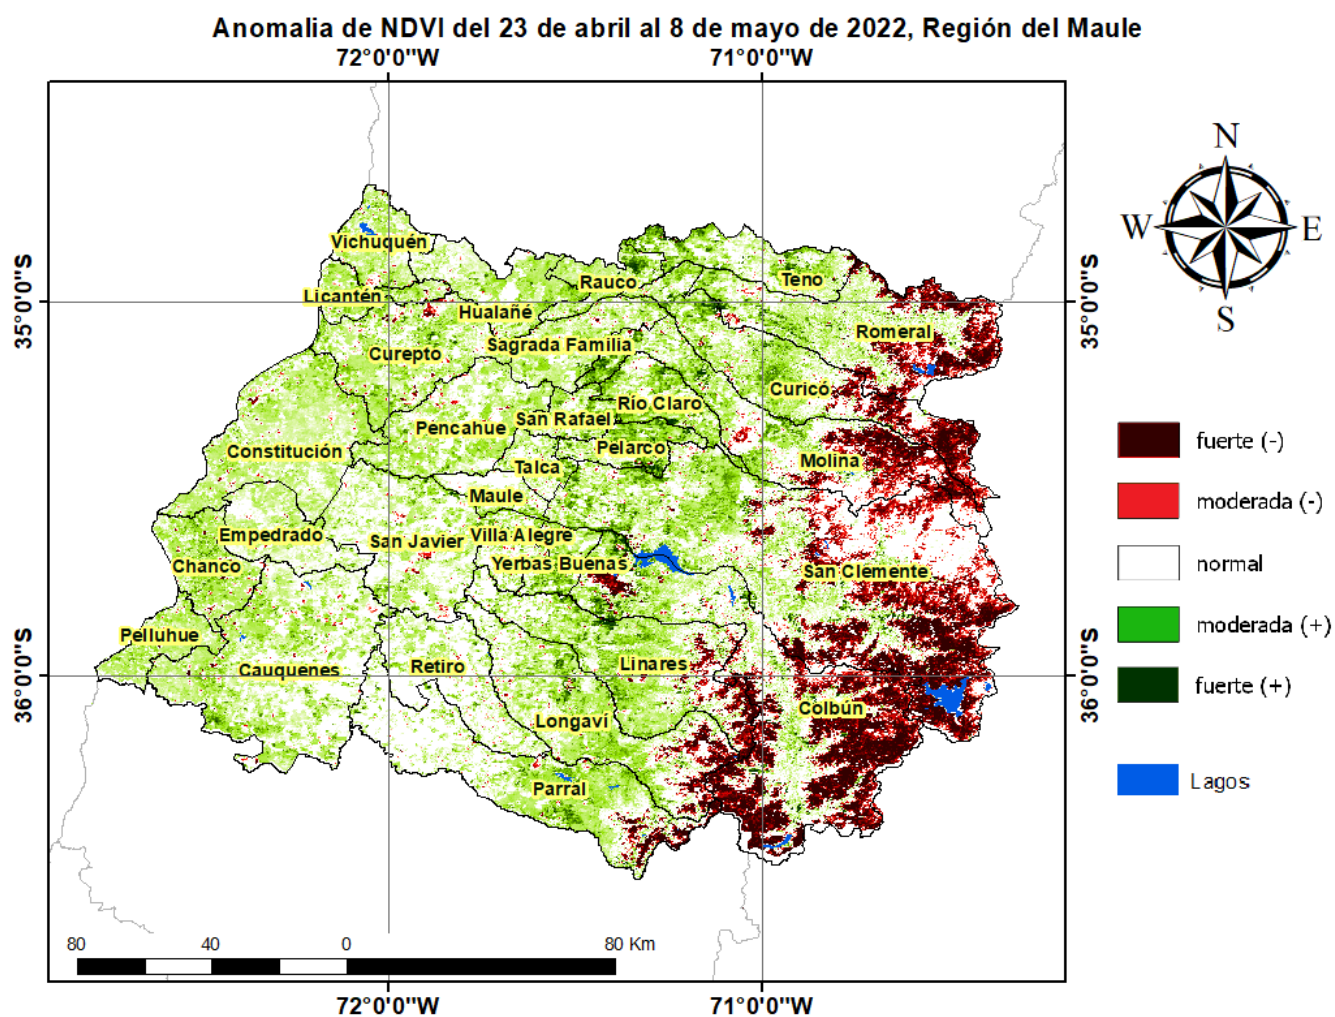 Anomalia de NDVI del 23 de abril al 8 de mayo de 2022, Región del Maule
72°0'0"W
71°0'0"W
N
W
E
S
35°0'0"S
35°0'0"S
Vichuquén
Rauco
Teno
Licantén
Hualañé
Romeral
Sagrada Familia
Curepto
Curicó
Río Claro
San Rafael
Pencahue
Constitución
Pelarco
Molina
Talca
Maule
Empedrado
San Javier
Villa Alegre
Chanco
Yerbas Buenas
San Clemente
Pelluhue
Cauquenes
Retiro
Linares
Colbún
Longaví
Parral
36°0'0"S
36°0'0"S
fuerte (-)
moderada (-)
normal
moderada (+)
fuerte (+)
Lagos
80 40 0 80 Km
72°0'0"W
71°0'0"W